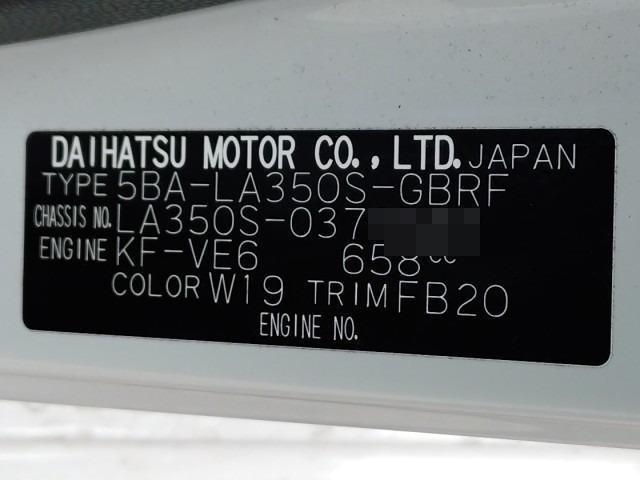 DAIHATSU MOTOR CO., LTD. JAPAN
TYPE 5BA-LA350S-GBRF
CHASSIS NO. LA350S-037
ENGINE KF-VE6 658cc
COLOR W19 TRIM FB20
ENGINE NO.